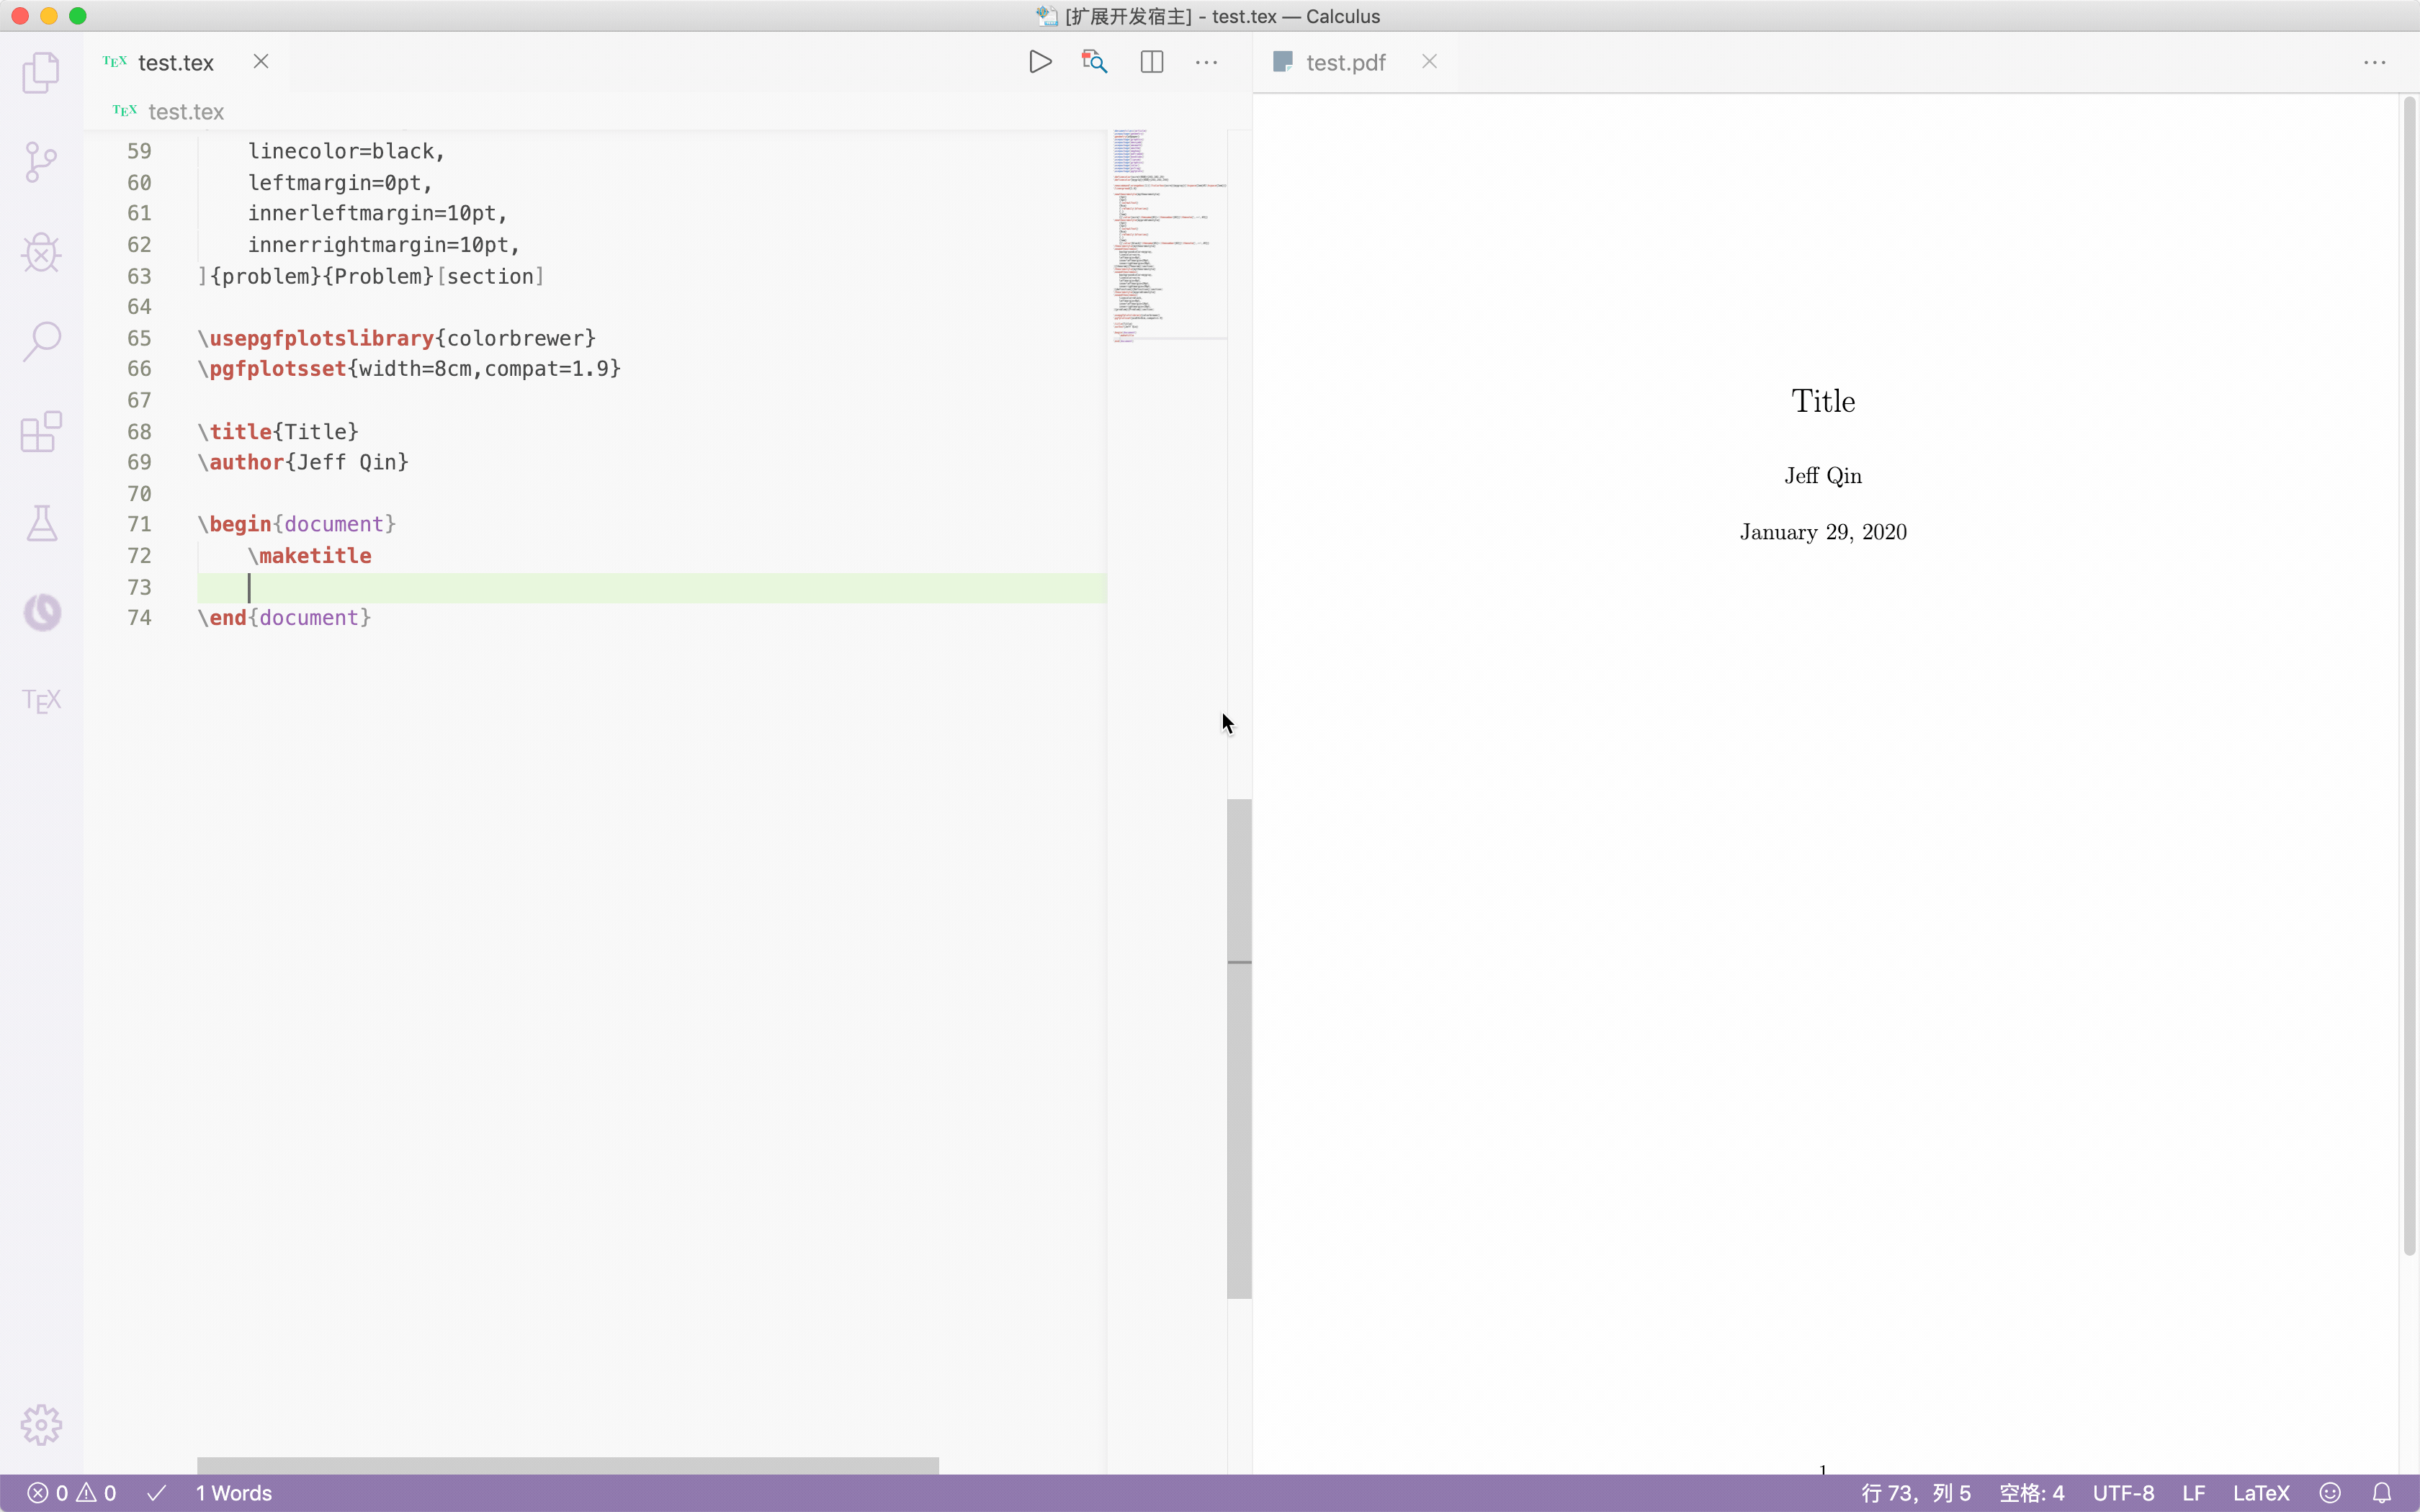 [扩展开发宿主] - test.tex — Calculus
TEX test.tex
test.pdf
TEX test.tex
59 linecolor=black,
60 leftmargin=0pt,
61 innerleftmargin=10pt,
62 innerrightmargin=10pt,
63 ]{problem}{Problem}[section]
64
65 \usepgfplotslibrary{colorbrewer}
66 \pgfplotsset{width=8cm,compat=1.9}
67
68 \title{Title}
69 \author{Jeff Qin}
70
71 \begin{document}
72 \maketitle
73
74 \end{document}
TEX
Title
Jeff Qin
January 29, 2020
1
0 0 1 Words
行 73，列 5 空格: 4 UTF-8 LF LaTeX